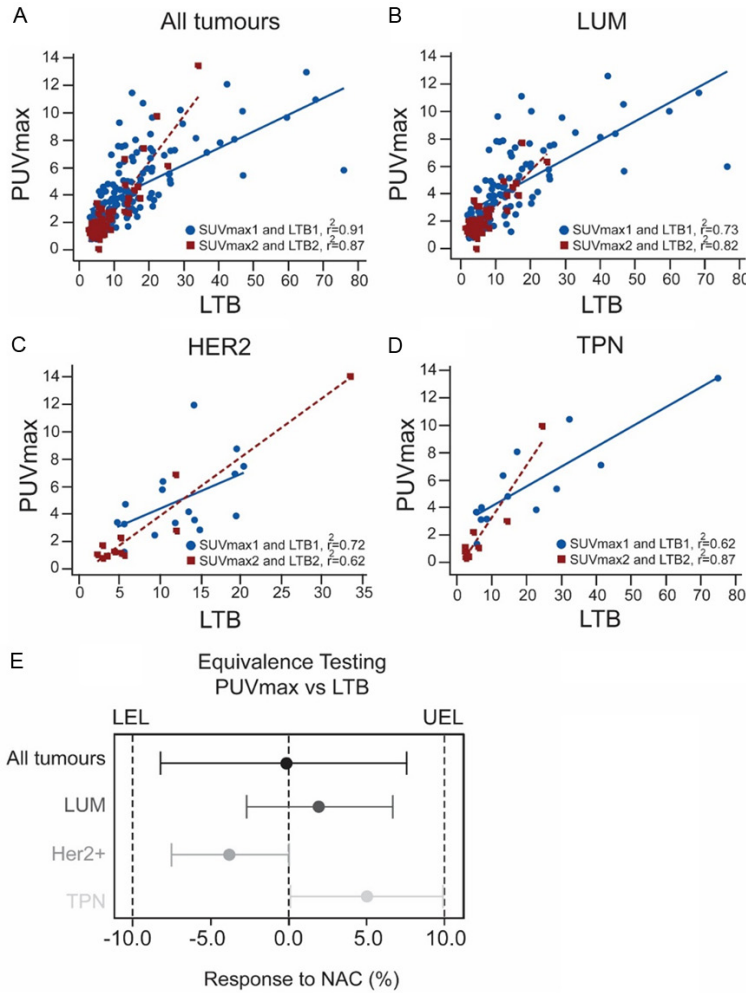 A
All tumours
PUVmax
14
12
10
8
6
4
2
0
SUVmax1 and LTB1, r²=0.91
SUVmax2 and LTB2, r²=0.87
0 10 20 30 40 50 60 70 80
LTB
B
LUM
PUVmax
14
12
10
8
6
4
2
0
SUVmax1 and LTB1, r²=0.73
SUVmax2 and LTB2, r²=0.82
0 10 20 30 40 50 60 70 80
LTB
C
HER2
PUVmax
14
12
10
8
6
4
2
0
SUVmax1 and LTB1, r²=0.72
SUVmax2 and LTB2, r²=0.62
0 5 10 15 20 25 30 35
LTB
D
TPN
PUVmax
14
12
10
8
6
4
2
0
SUVmax1 and LTB1, r²=0.62
SUVmax2 and LTB2, r²=0.87
0 10 20 30 40 50 60 70 80
LTB
E
Equivalence Testing
PUVmax vs LTB
LEL UEL
All tumours
LUM
Her2+
TPN
-10.0 -5.0 0.0 5.0 10.0
Response to NAC (%)